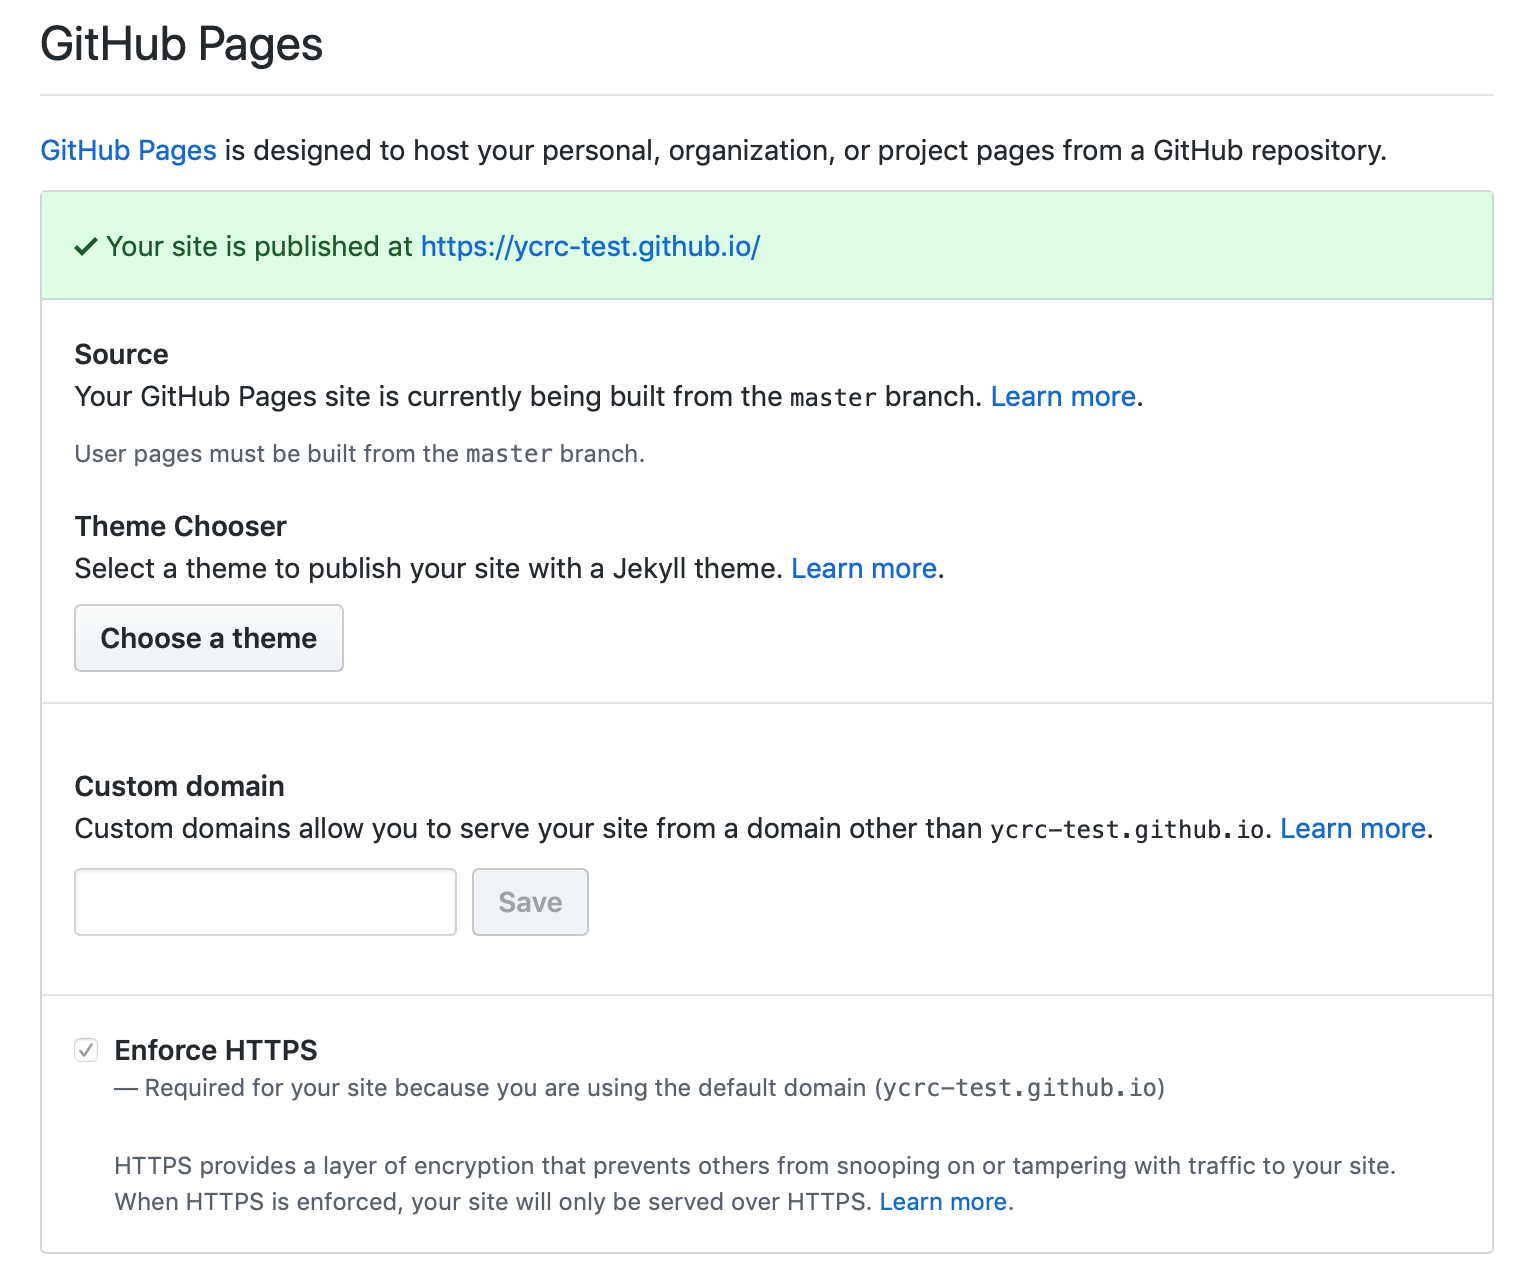 GitHub Pages
GitHub Pages is designed to host your personal, organization, or project pages from a GitHub repository.
Your site is published at https://ycrc-test.github.io/
Source
Your GitHub Pages site is currently being built from the master branch. Learn more.
User pages must be built from the master branch.
Theme Chooser
Select a theme to publish your site with a Jekyll theme. Learn more.
Choose a theme
Custom domain
Custom domains allow you to serve your site from a domain other than ycrc-test.github.io. Learn more.
Save
Enforce HTTPS
— Required for your site because you are using the default domain (ycrc-test.github.io)
HTTPS provides a layer of encryption that prevents others from snooping on or tampering with traffic to your site.
When HTTPS is enforced, your site will only be served over HTTPS. Learn more.